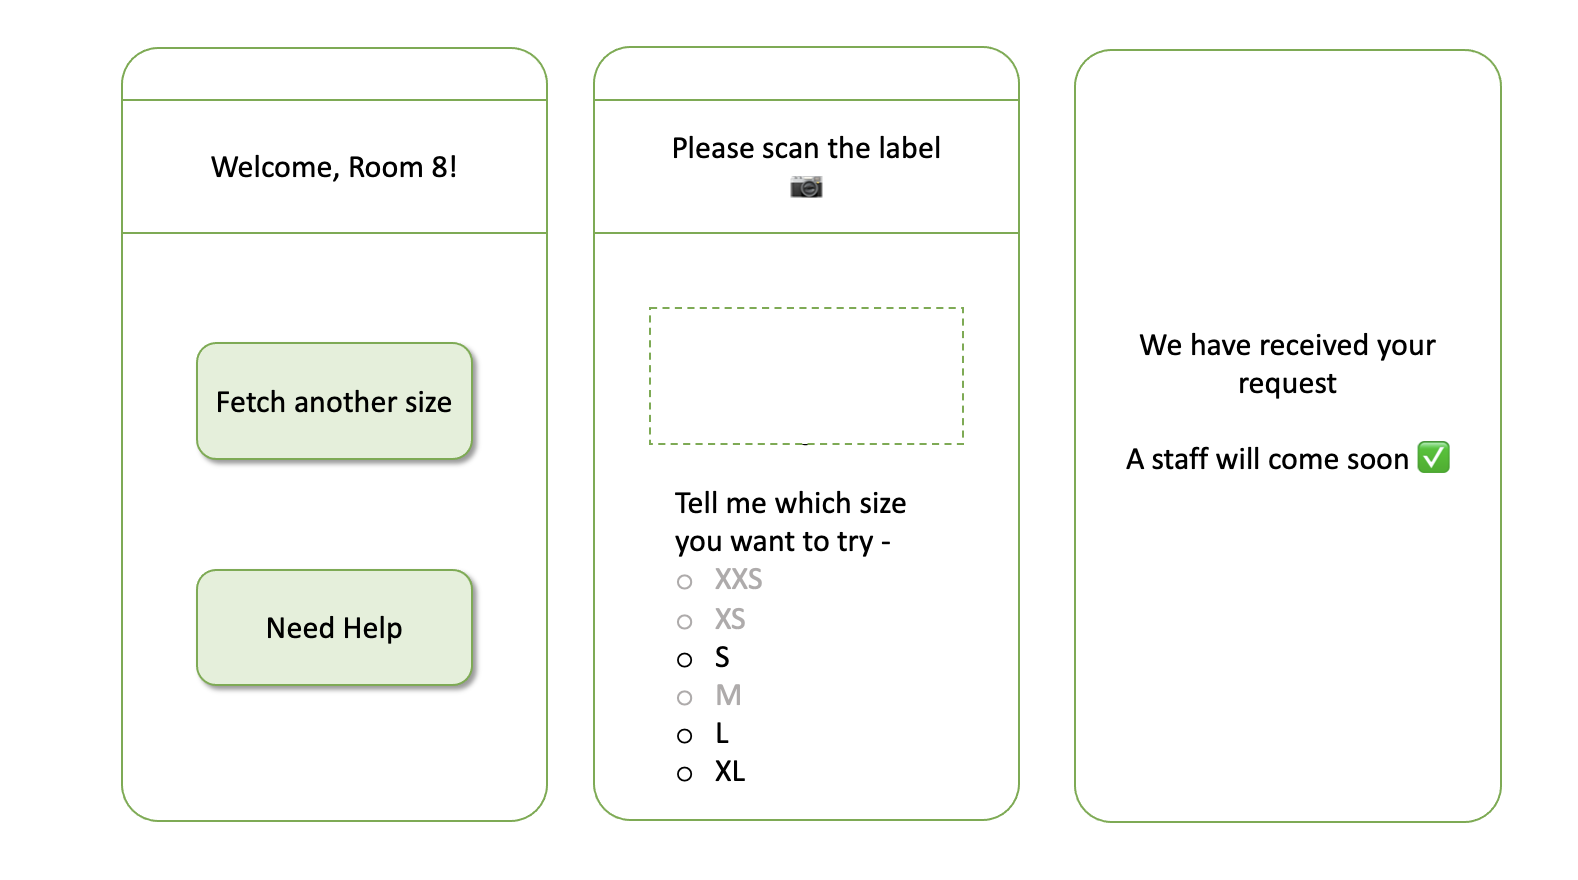 Welcome, Room 8!
Fetch another size
Need Help
Please scan the label
Tell me which size
you want to try -
XXS
XS
S
M
L
XL
We have received your
request
A staff will come soon ✅